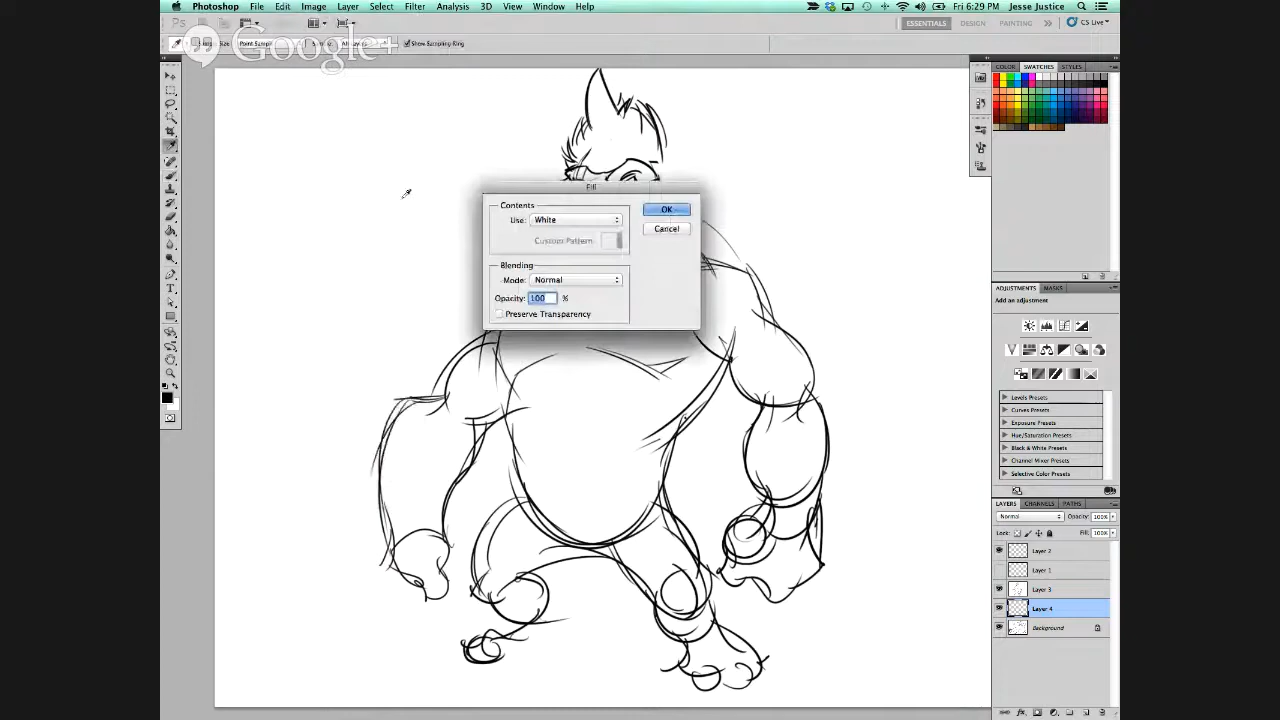 Photoshop File Edit Image Layer Select Filter Analysis 3D View Window Help
Fri 6:29 PM Jesse Justice
Ps
ESSENTIALS DESIGN PAINTING CS Live
Point Sample
Show Sampling Ring
Google+
COLOR SWATCHES STYLES
Fill
Contents
Use: White
Custom Pattern:
Blending
Mode: Normal
Opacity: 100 %
Preserve Transparency
OK
Cancel
ADJUSTMENTS MASKS
Add an adjustment
Levels Presets
Curves Presets
Exposure Presets
Hue/Saturation Presets
Black & White Presets
Channel Mixer Presets
Selective Color Presets
LAYERS CHANNELS PATHS
Normal Opacity: 100%
Lock: Fill: 100%
Layer 2
Layer 1
Layer 3
Layer 4
Background